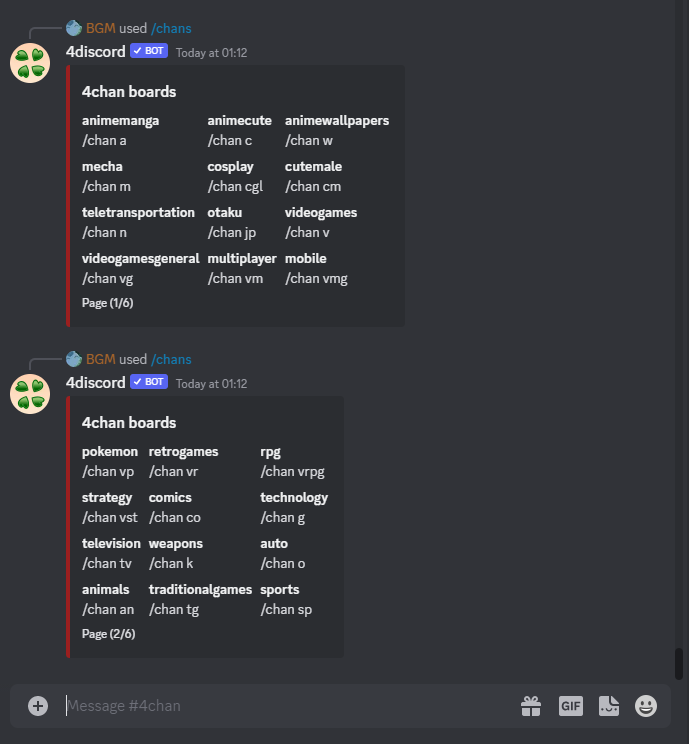 BGM used /chans
4discord BOT Today at 01:12
4chan boards
animemanga animecute animewallpapers
/chan a /chan c /chan w
mecha cosplay cutemale
/chan m /chan cgl /chan cm
teletransportation otaku videogames
/chan n /chan jp /chan v
videogamesgeneral multiplayer mobile
/chan vg /chan vm /chan vmg
Page (1/6)
BGM used /chans
4discord BOT Today at 01:12
4chan boards
pokemon retrogames rpg
/chan vp /chan vr /chan vrpg
strategy comics technology
/chan vst /chan co /chan g
television weapons auto
/chan tv /chan k /chan o
animals traditionalgames sports
/chan an /chan tg /chan sp
Page (2/6)
Message #4chan
GIF